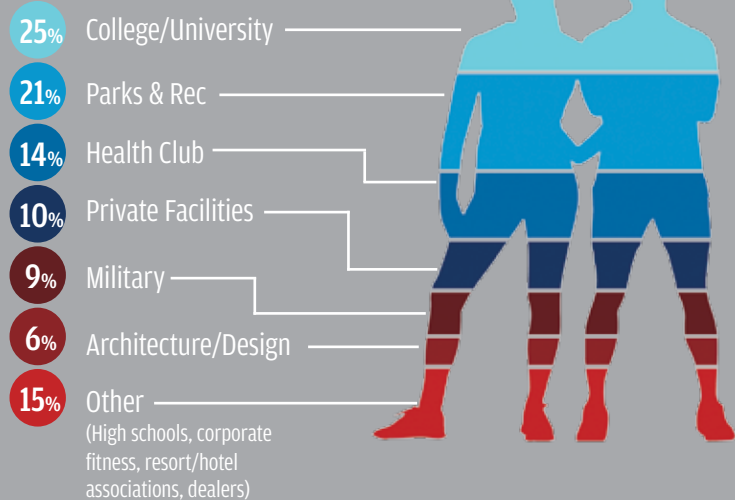 25% College/University
21% Parks & Rec
14% Health Club
10% Private Facilities
9% Military
6% Architecture/Design
15% Other
(High schools, corporate
fitness, resort/hotel
associations, dealers)